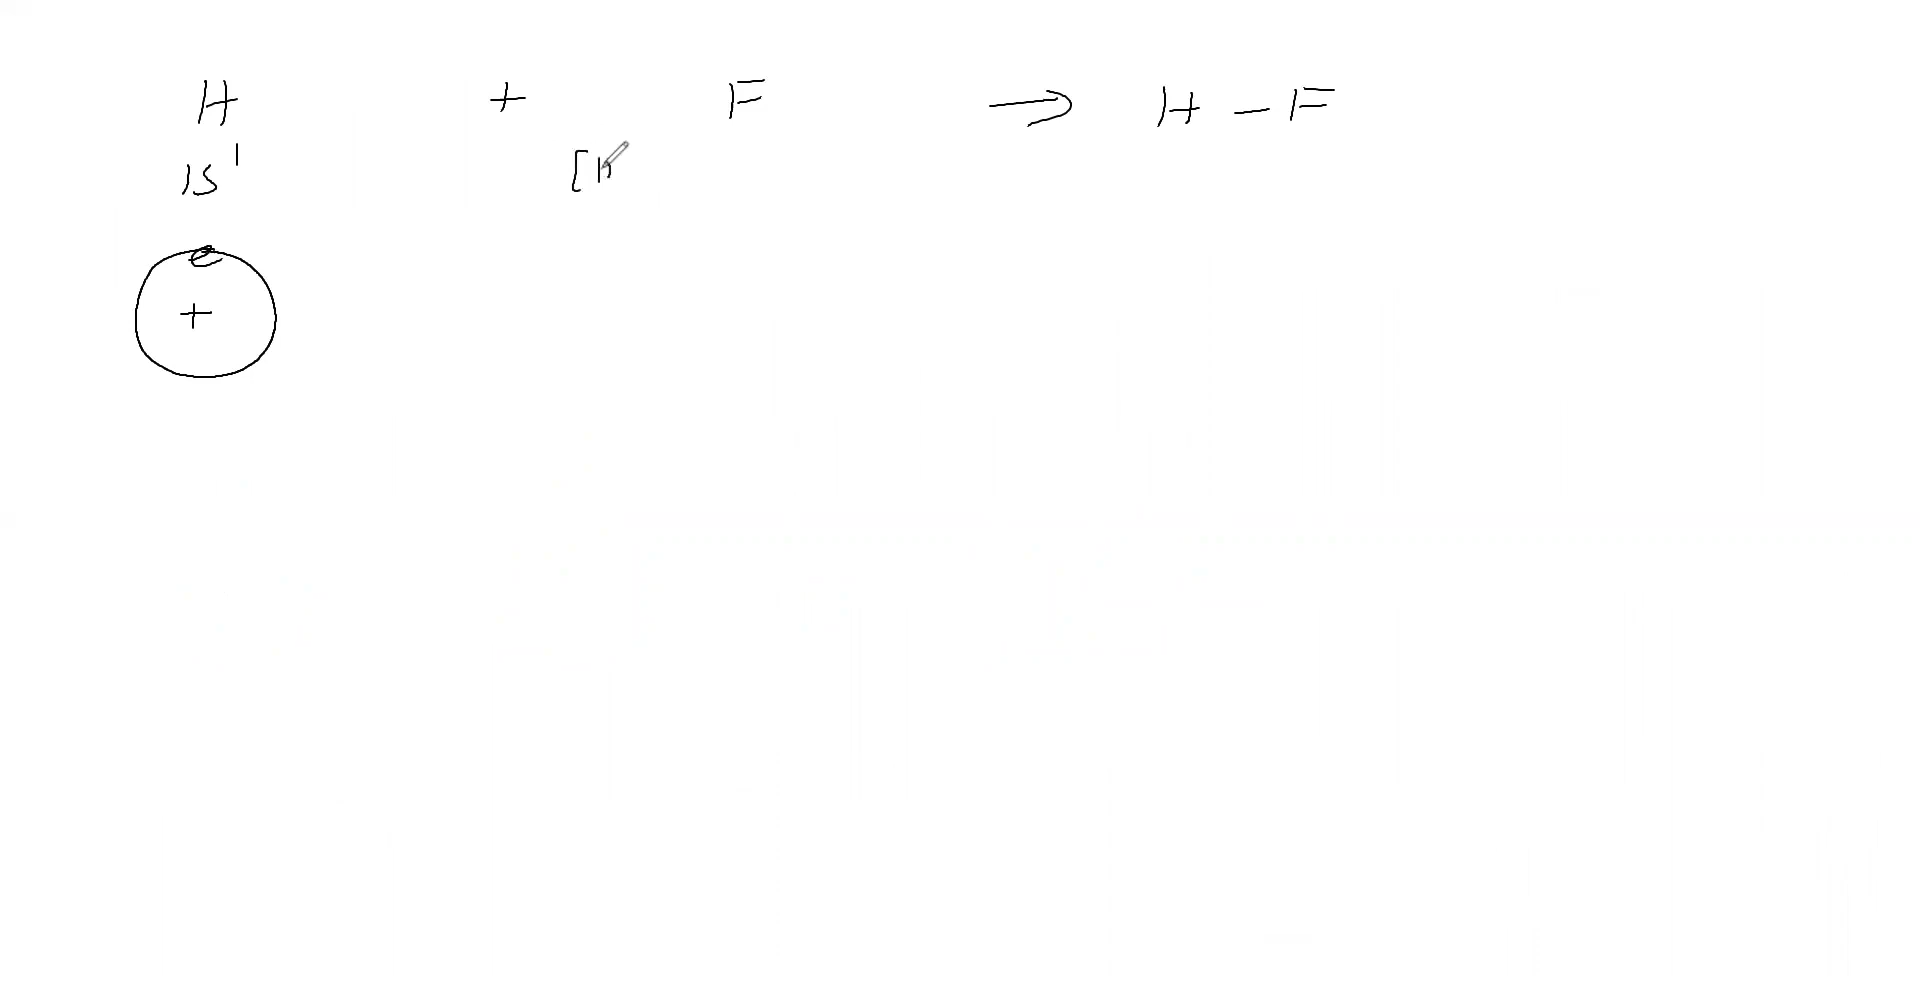 H + F → H – F
1s¹ [H
e
+